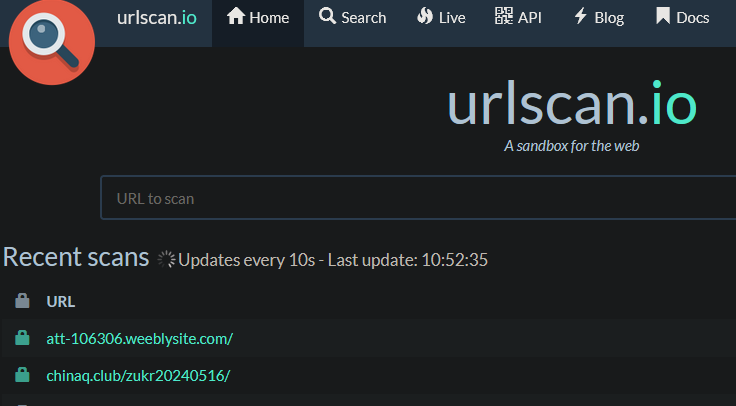 urlscan.io Home Search Live API Blog Docs
urlscan.io
A sandbox for the web
URL to scan
Recent scans Updates every 10s - Last update: 10:52:35
URL
att-106306.weeblysite.com/
chinaq.club/zukr20240516/